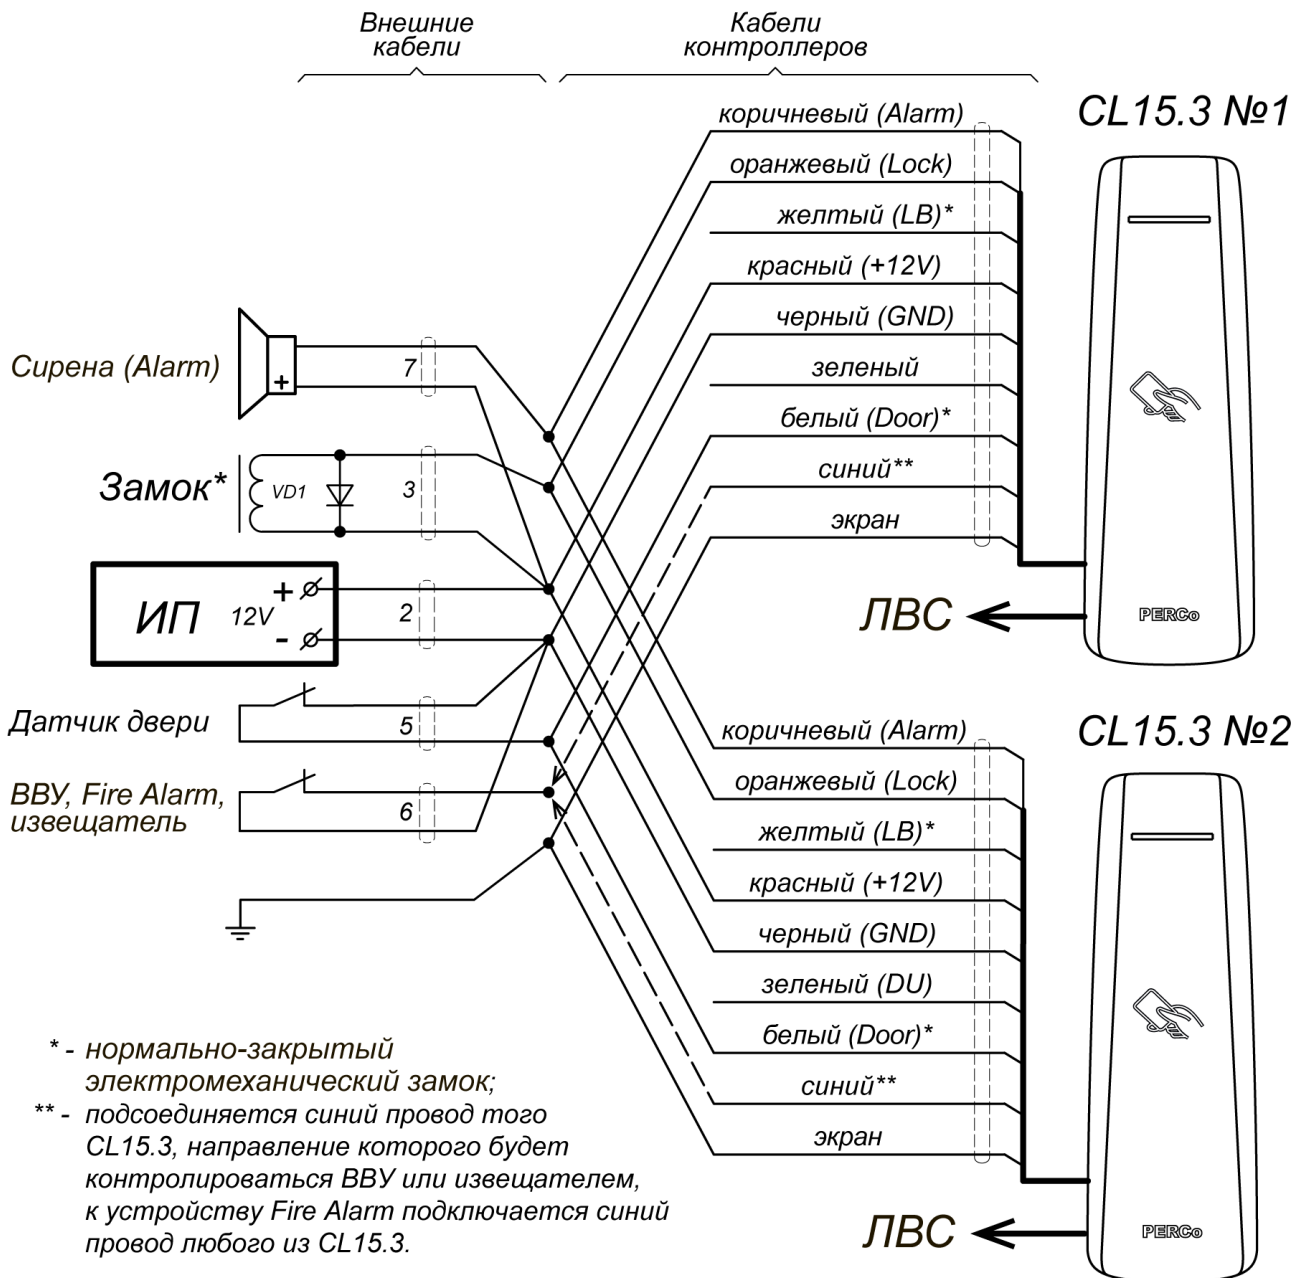 Внешние
кабели
Кабели
контроллеров
CL15.3 №1
коричневый (Alarm)
оранжевый (Lock)
желтый (LB)*
красный (+12V)
черный (GND)
зеленый
белый (Door)*
синий**
экран
ЛВС
PERCo
Сирена (Alarm)
+
7
Замок*
VD1
3
ИП
12V
+
-
2
Датчик двери
5
ВВУ, Fire Alarm,
извещатель
6
CL15.3 №2
коричневый (Alarm)
оранжевый (Lock)
желтый (LB)*
красный (+12V)
черный (GND)
зеленый (DU)
белый (Door)*
синий**
экран
ЛВС
PERCo
* - нормально-закрытый
электромеханический замок;
** - подсоединяется синий провод того
CL15.3, направление которого будет
контролироваться ВВУ или извещателем,
к устройству Fire Alarm подключается синий
провод любого из CL15.3.